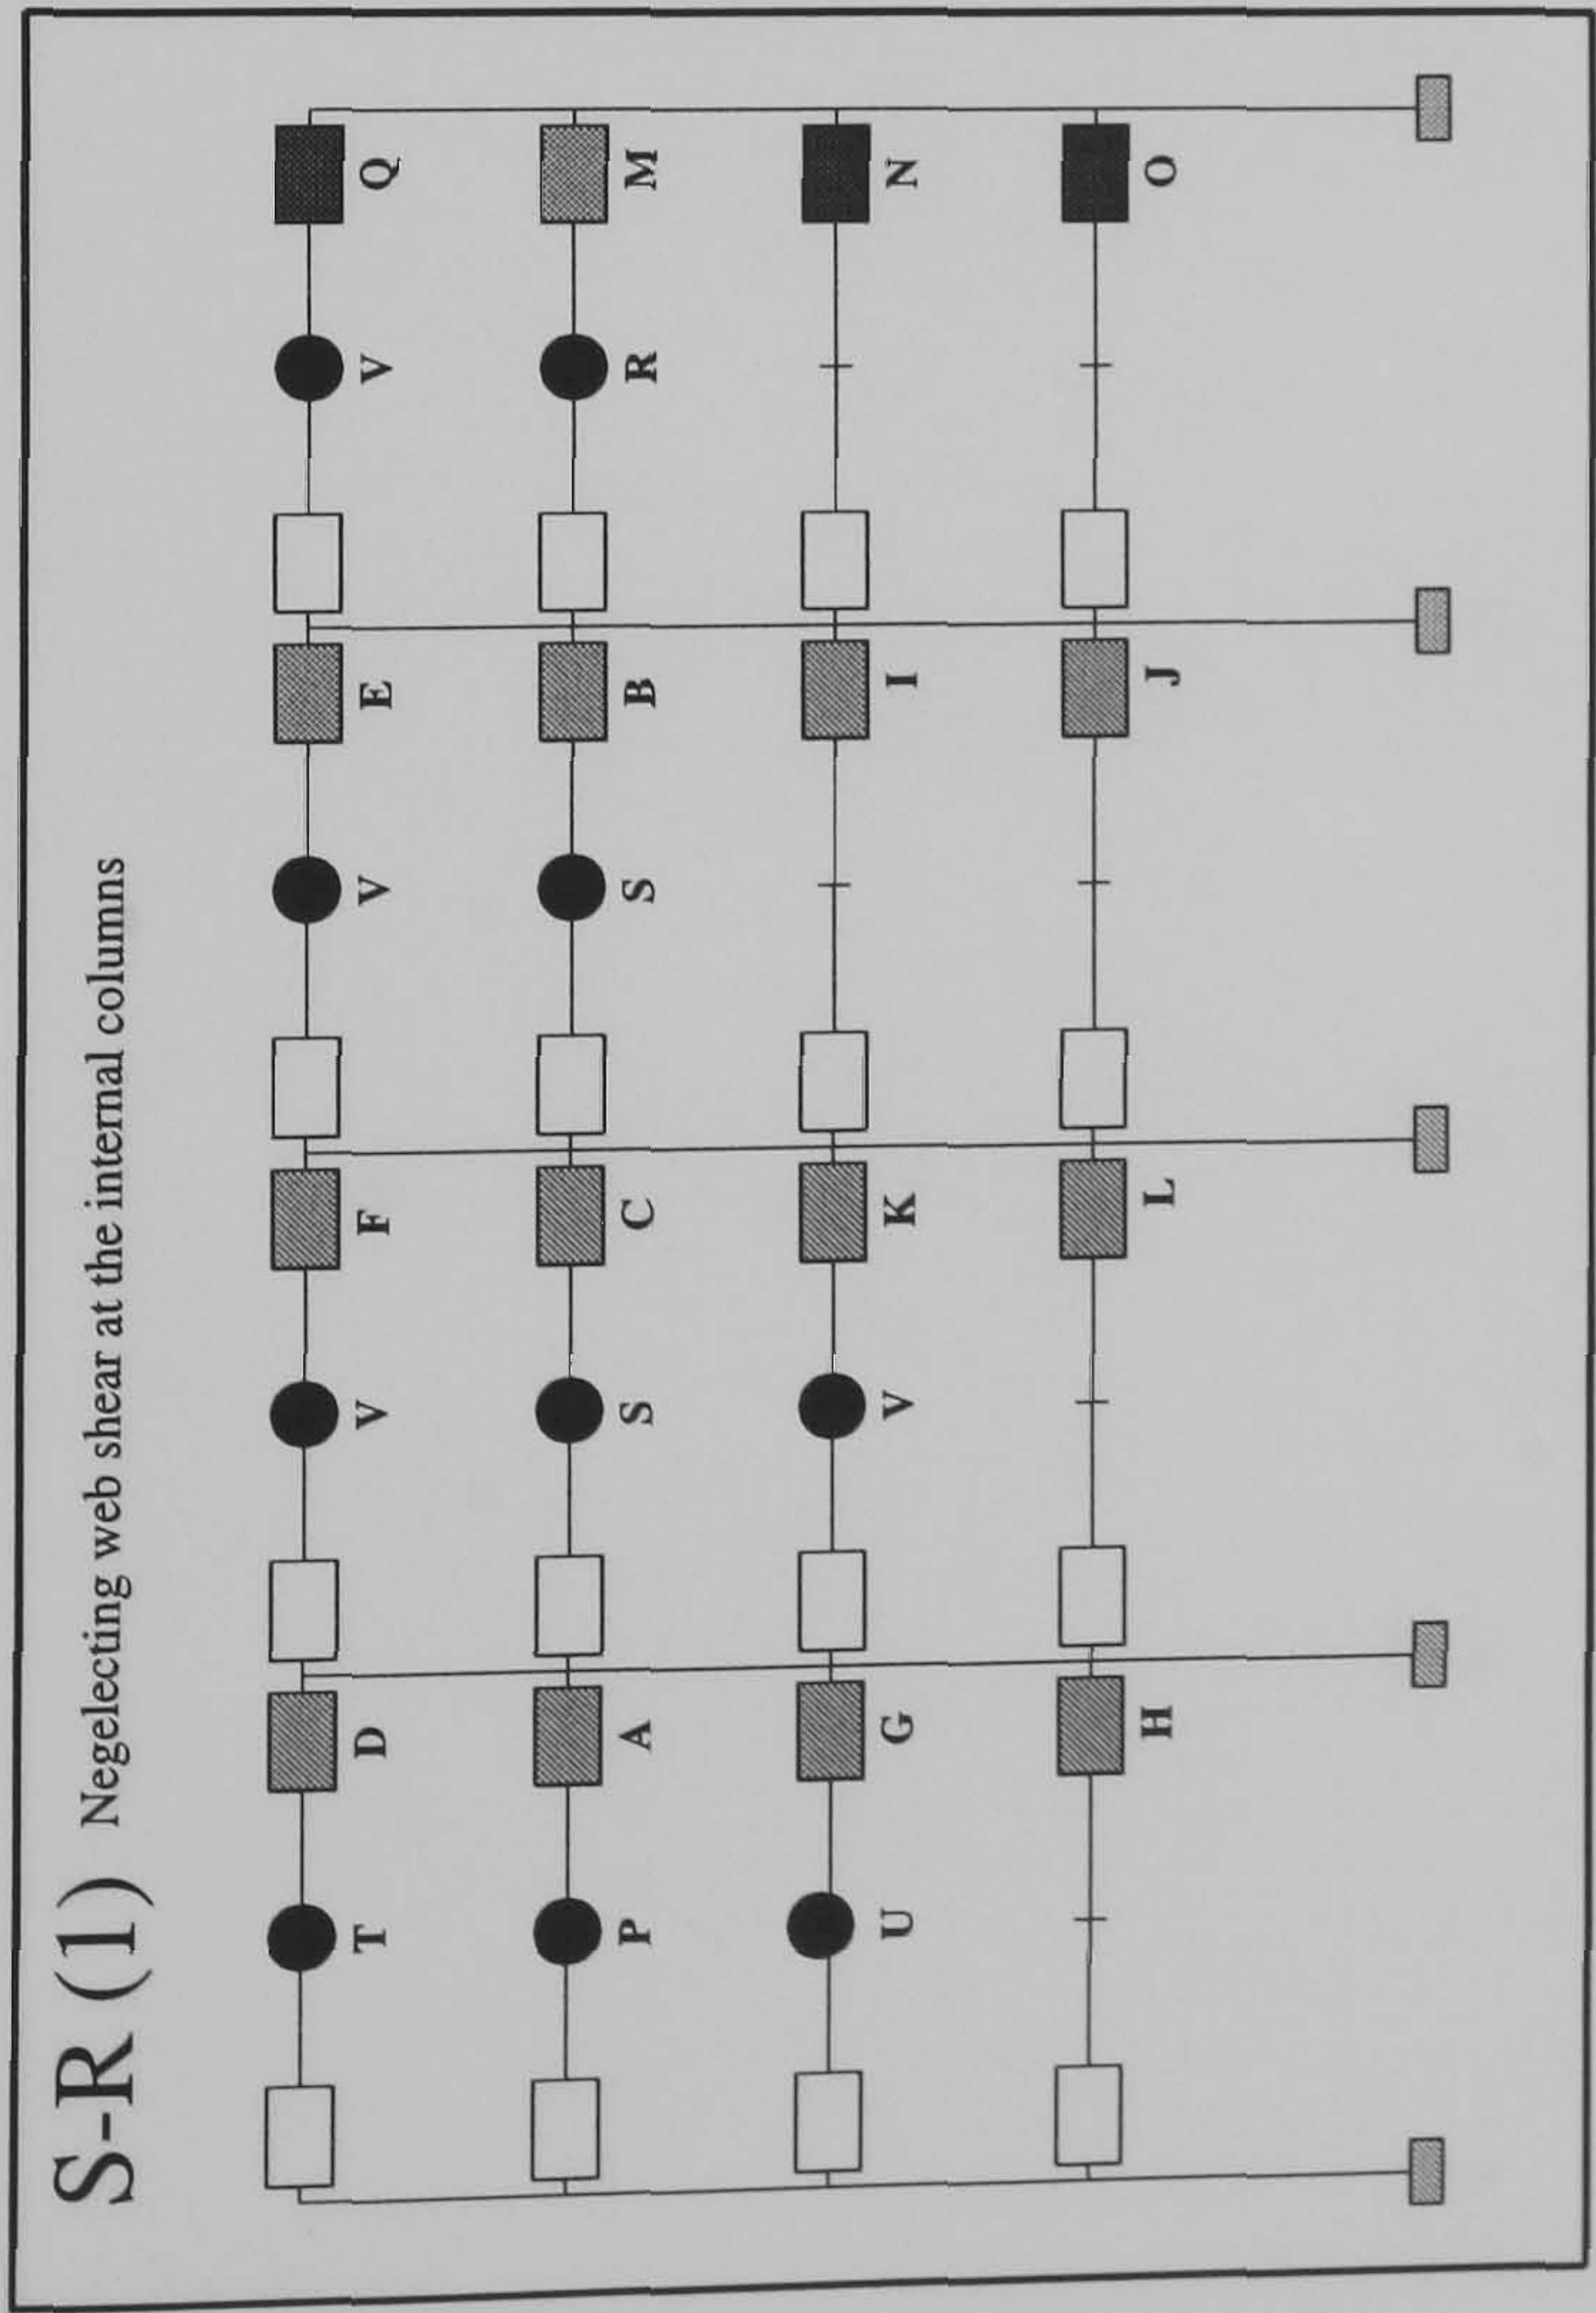 S-R (1) Negelecting web shear at the internal columns
T D V F V E V Q
P A S C S B R M
U G V K I N
H L J O